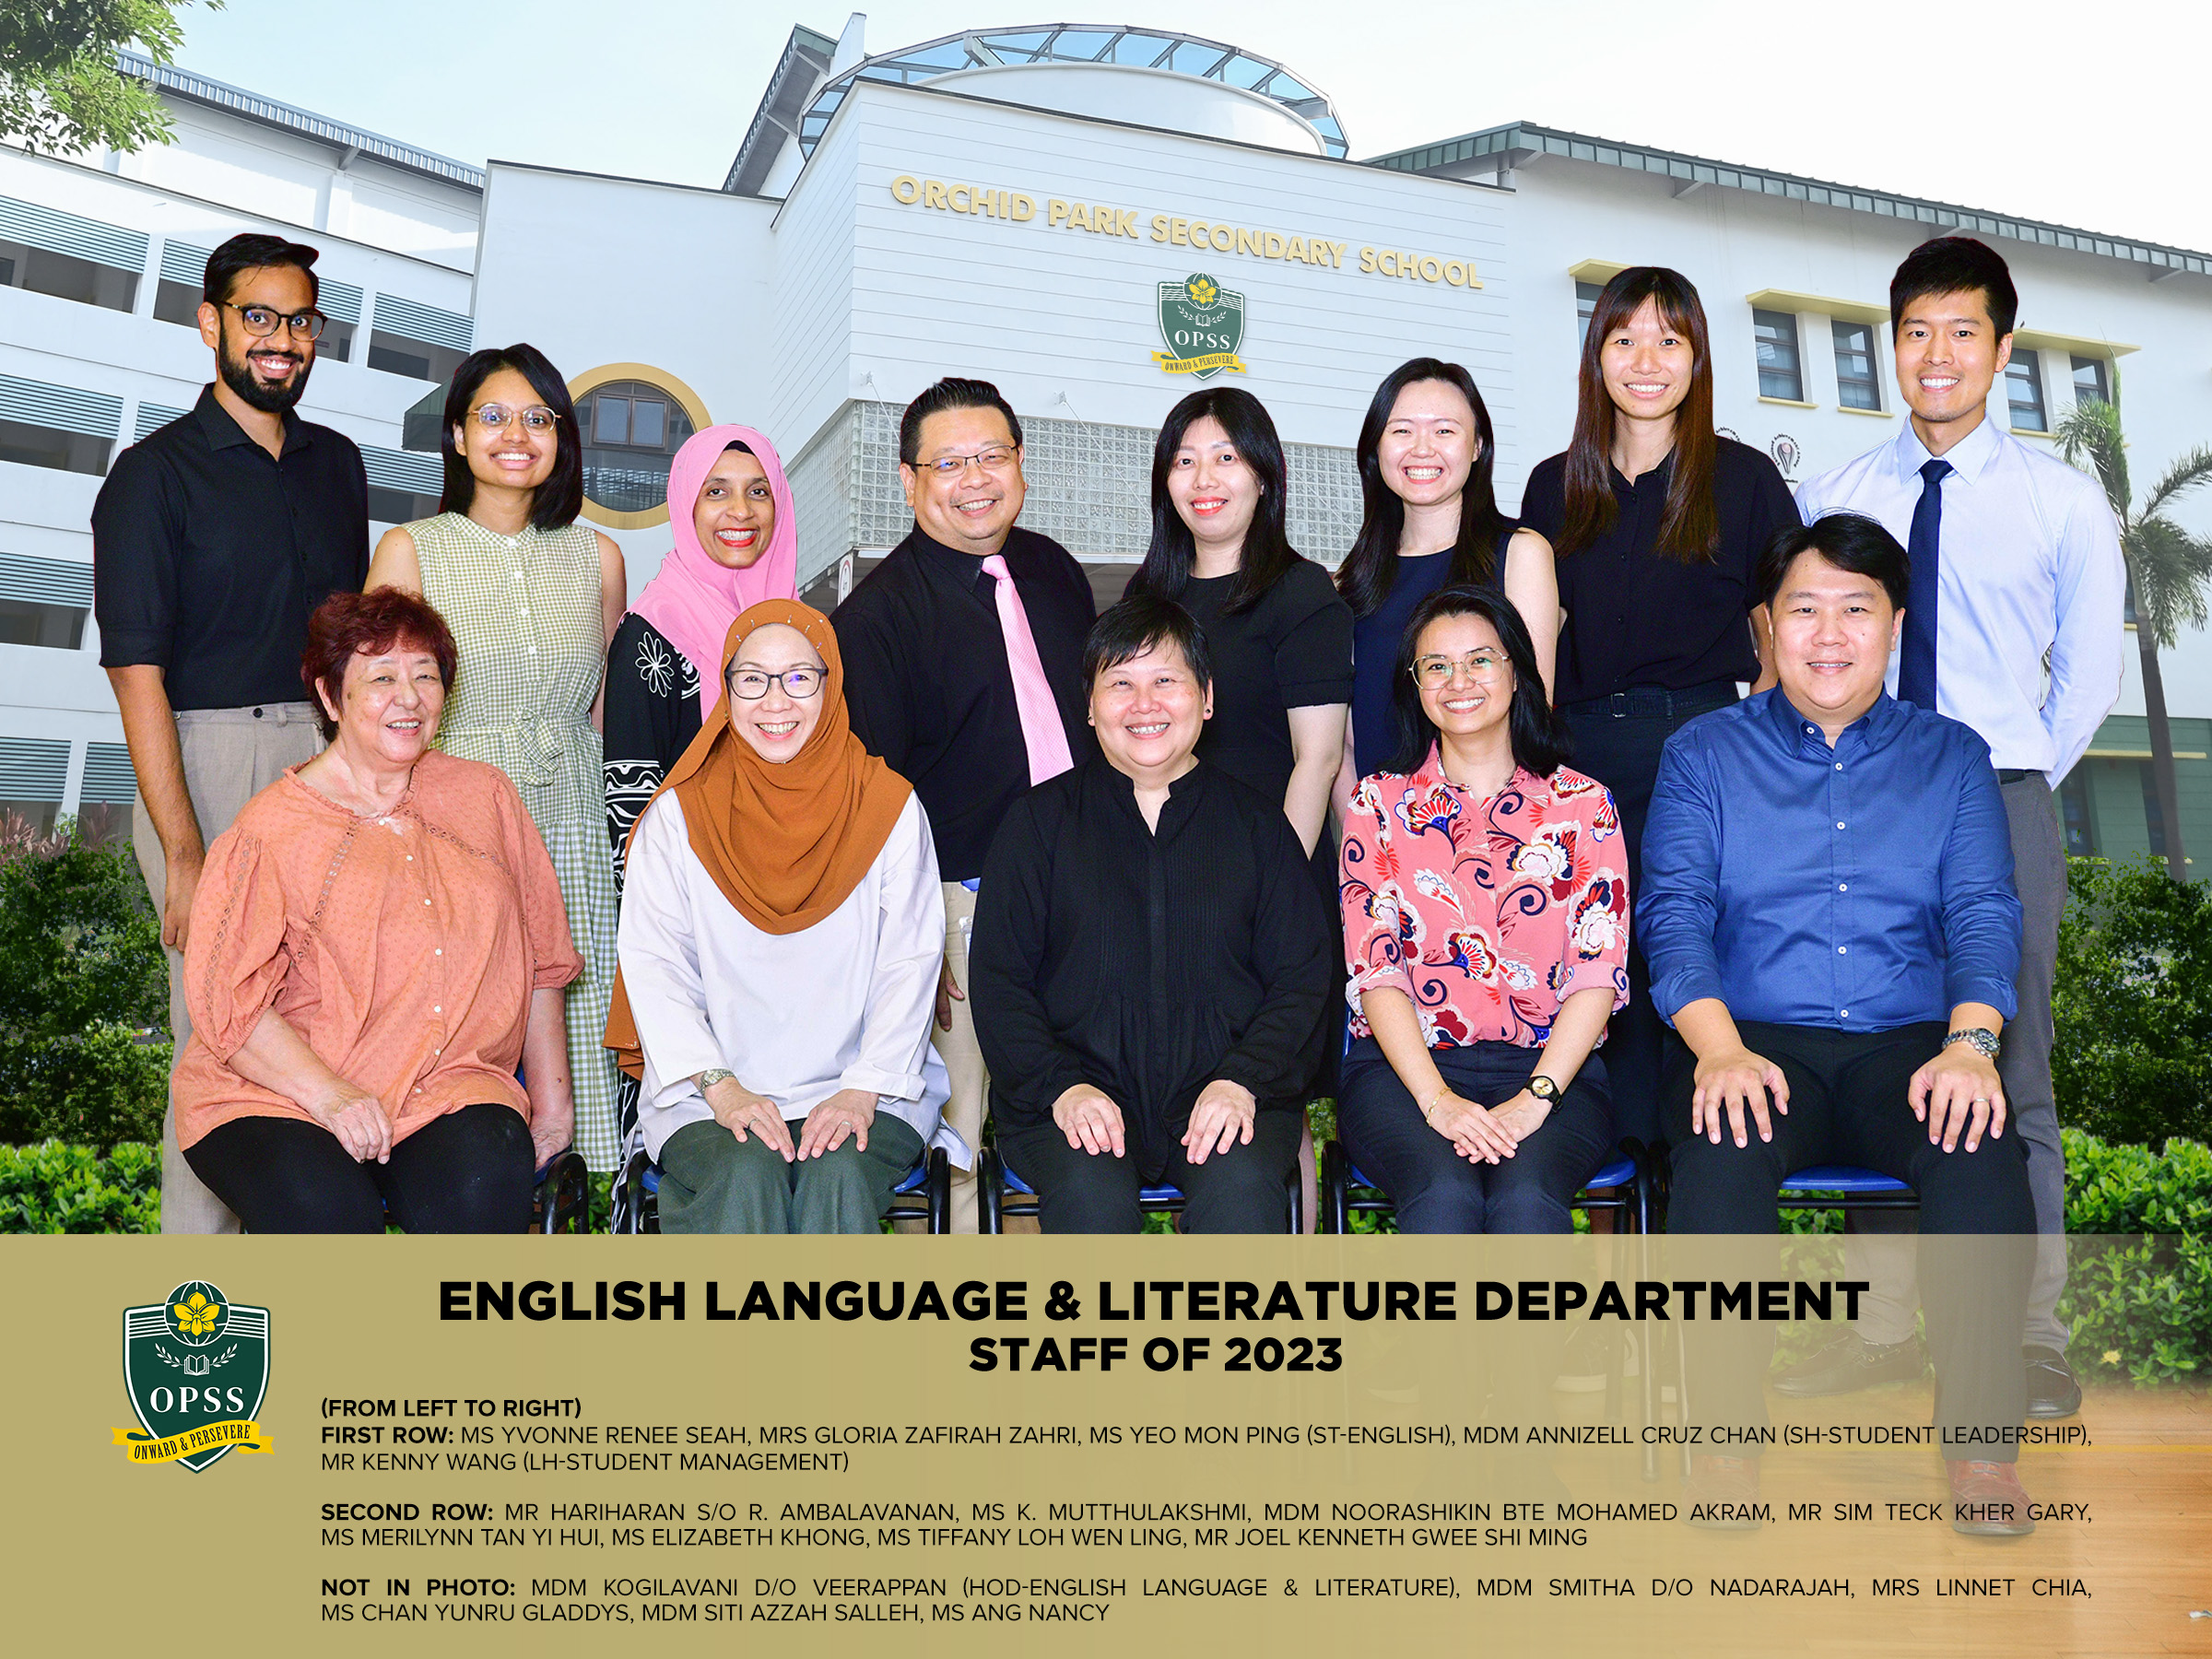 ORCHID PARK SECONDARY SCHOOL
OPSS
ONWARD & PERSEVERE
ENGLISH LANGUAGE & LITERATURE DEPARTMENT
STAFF OF 2023
OPSS
ONWARD & PERSEVERE
(FROM LEFT TO RIGHT)
FIRST ROW: MS YVONNE RENEE SEAH, MRS GLORIA ZAFIRAH ZAHRI, MS YEO MON PING (ST-ENGLISH), MDM ANNIZELL CRUZ CHAN (SH-STUDENT LEADERSHIP),
MR KENNY WANG (LH-STUDENT MANAGEMENT)
SECOND ROW: MR HARIHARAN S/O R. AMBALAVANAN, MS K. MUTTHULAKSHMI, MDM NOORASHIKIN BTE MOHAMED AKRAM, MR SIM TECK KHER GARY,
MS MERILYNN TAN YI HUI, MS ELIZABETH KHONG, MS TIFFANY LOH WEN LING, MR JOEL KENNETH GWEE SHI MING
NOT IN PHOTO: MDM KOGILAVANI D/O VEERAPPAN (HOD-ENGLISH LANGUAGE & LITERATURE), MDM SMITHA D/O NADARAJAH, MRS LINNET CHIA,
MS CHAN YUNRU GLADDYS, MDM SITI AZZAH SALLEH, MS ANG NANCY